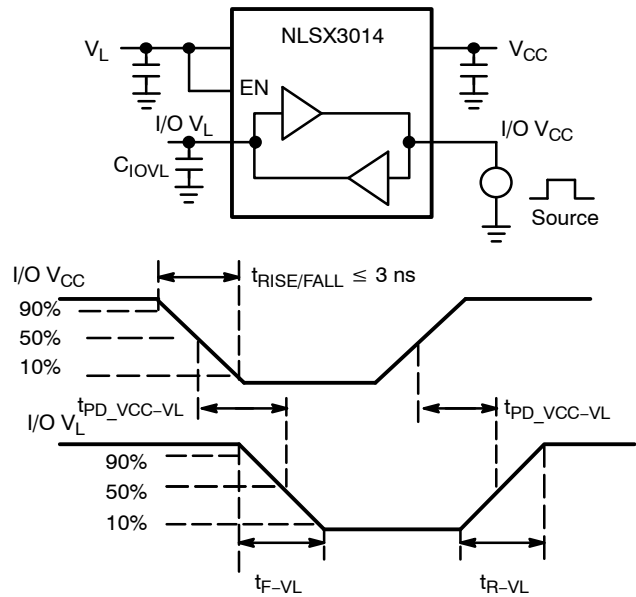 NLSX3014
V_L
V_CC
EN
I/O V_L
I/O V_CC
C_IOVL
Source
I/O V_CC
t_RISE/FALL ≤ 3 ns
90%
50%
10%
t_PD_VCC–VL
t_PD_VCC–VL
I/O V_L
90%
50%
10%
t_F–VL
t_R–VL